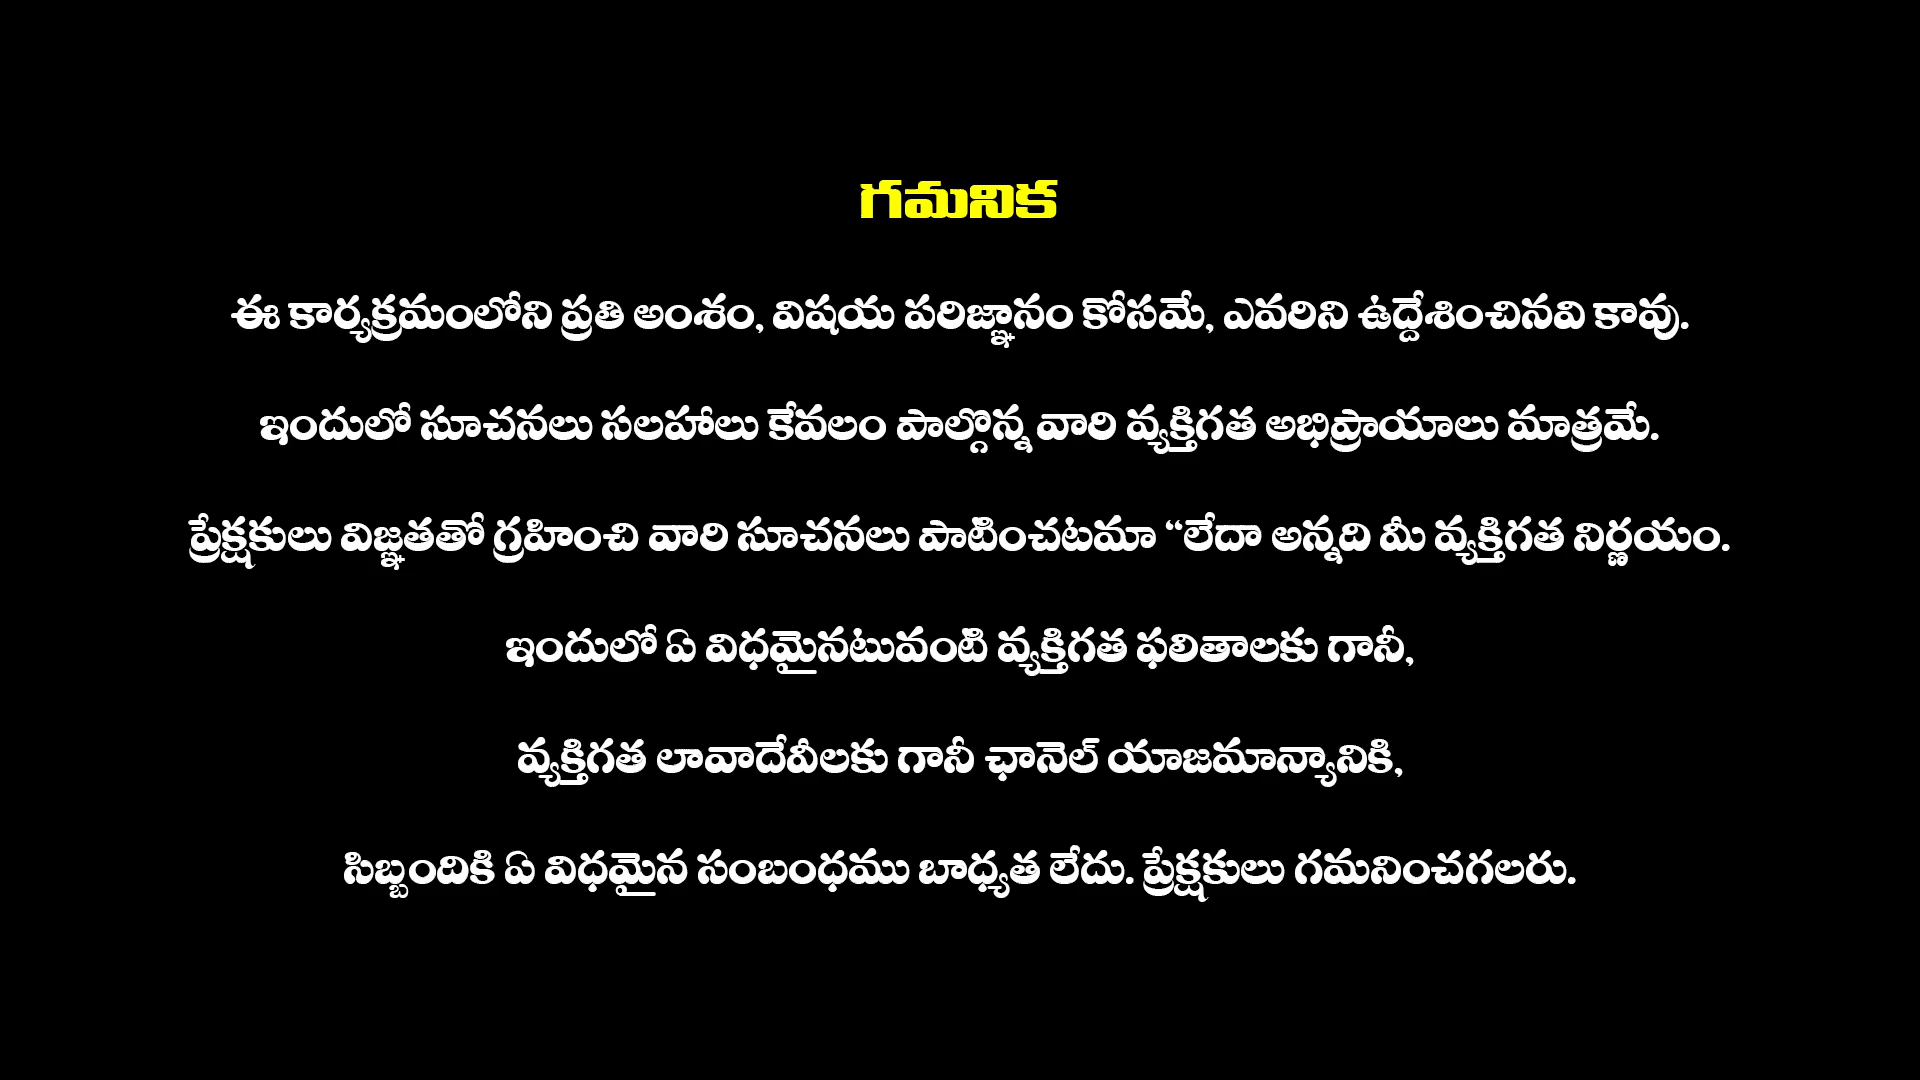 గమనిక
ఈ కార్యక్రమంలోని ప్రతి అంశం, విషయ పరిజ్ఞానం కోసమే, ఎవరిని ఉద్దేశించినవి కావు.
ఇందులో సూచనలు సలహాలు కేవలం పాల్గొన్న వారి వ్యక్తిగత అభిప్రాయాలు మాత్రమే.
ప్రేక్షకులు విజ్ఞతతో గ్రహించి వారి సూచనలు పాటించటమా “లేదా అన్నది మీ వ్యక్తిగత నిర్ణయం.
ఇందులో ఏ విధమైనటువంటి వ్యక్తిగత ఫలితాలకు గానీ,
వ్యక్తిగత లావాదేవీలకు గానీ ఛానెల్ యాజమాన్యానికి,
సిబ్బందికి ఏ విధమైన సంబంధము బాధ్యత లేదు. ప్రేక్షకులు గమనించగలరు.